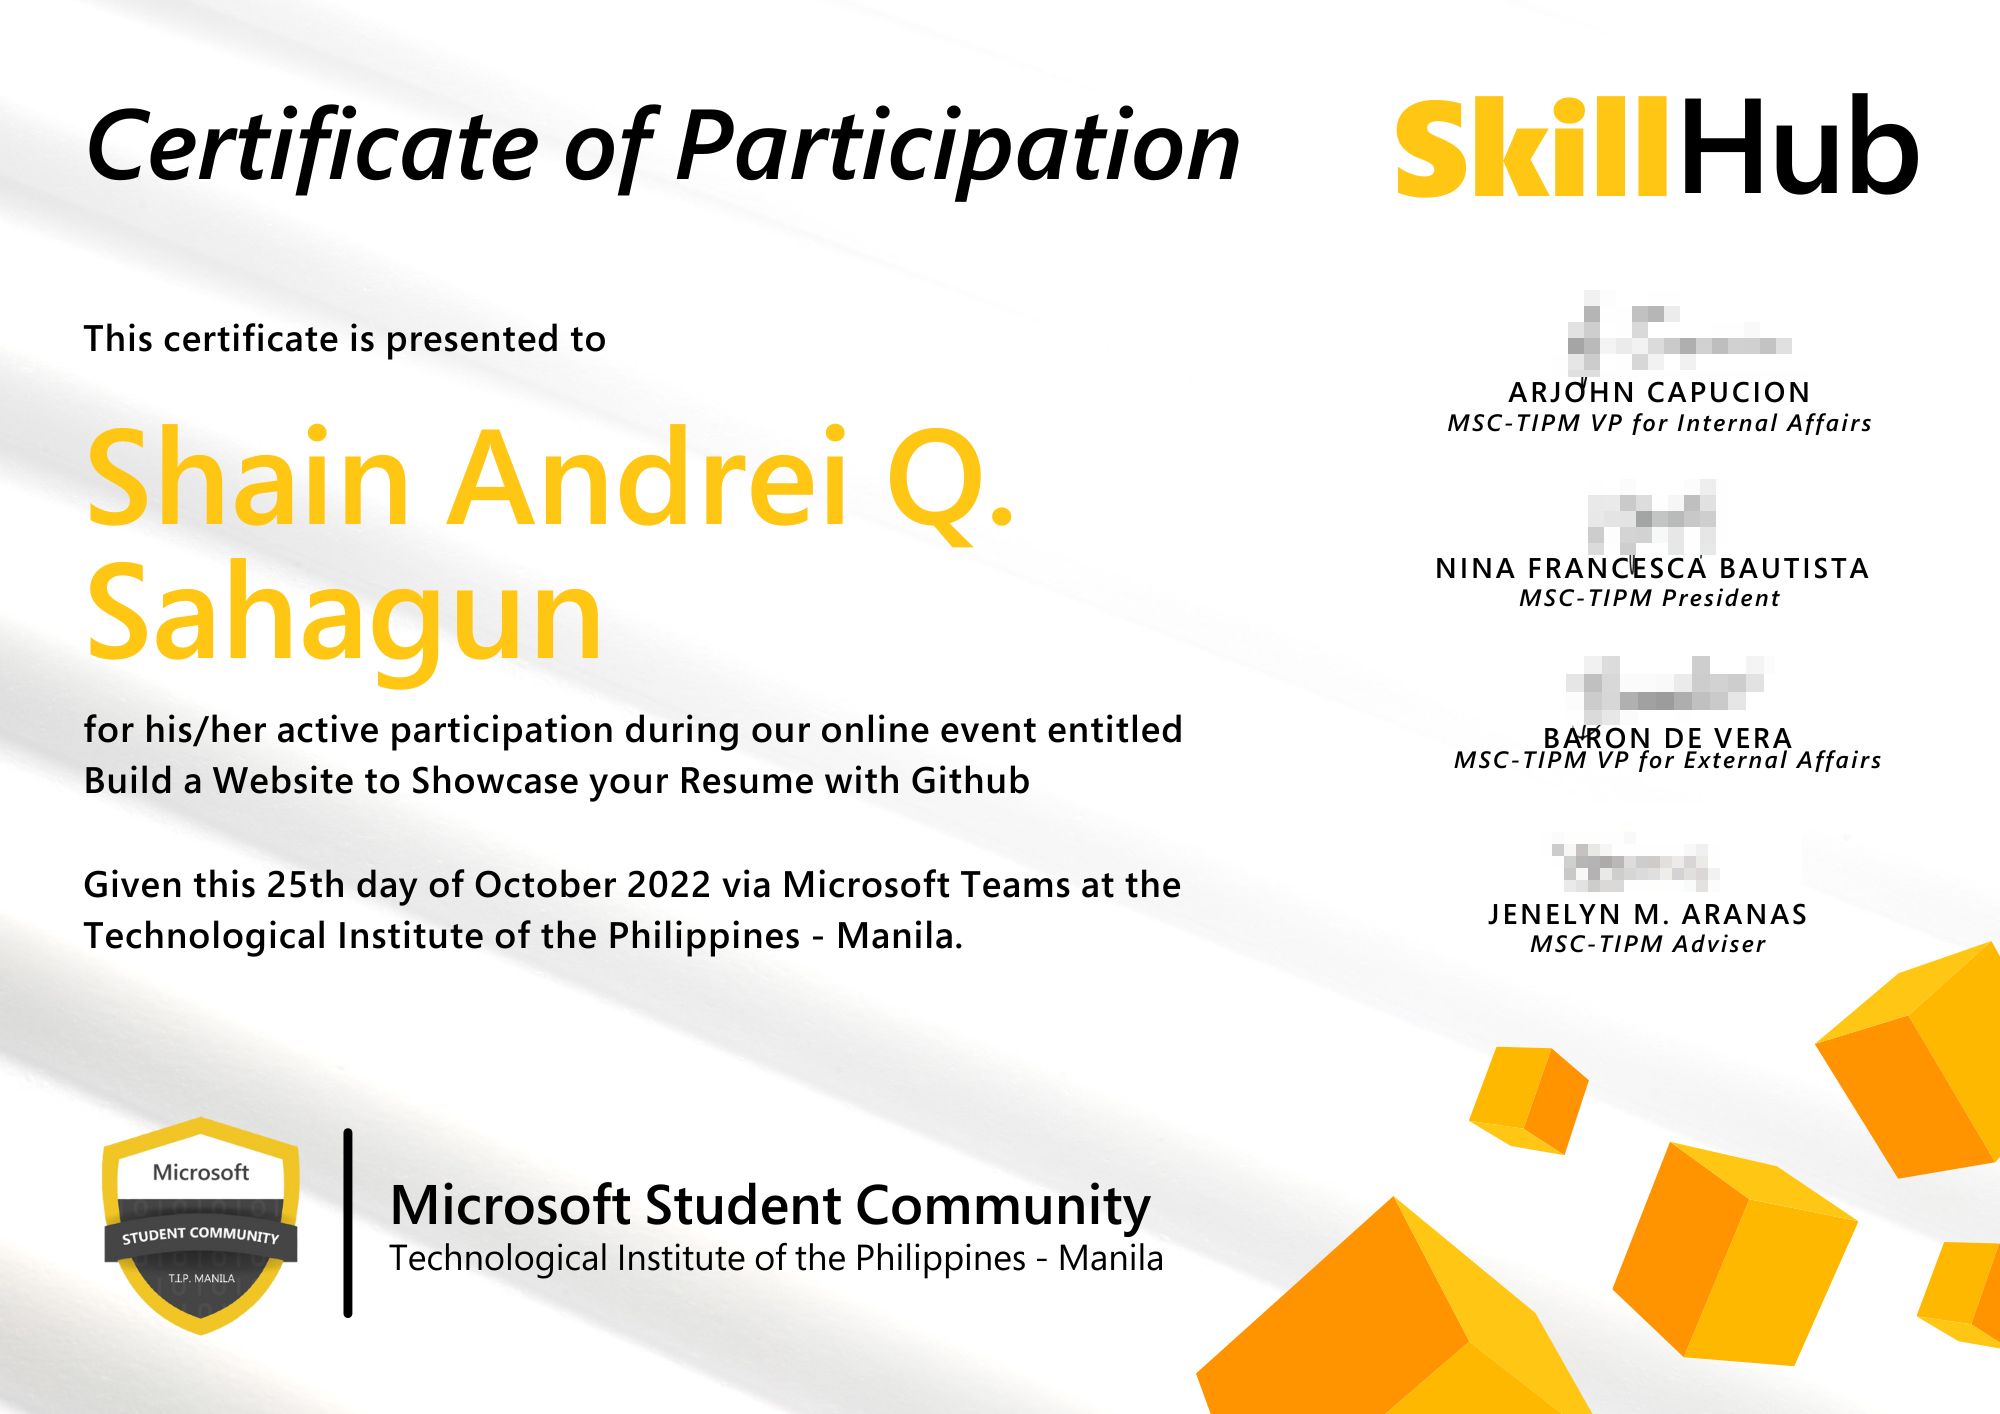 Certificate of Participation
SkillHub
This certificate is presented to
Shain Andrei Q.
Sahagun
for his/her active participation during our online event entitled
Build a Website to Showcase your Resume with Github
Given this 25th day of October 2022 via Microsoft Teams at the
Technological Institute of the Philippines - Manila.
ARJOHN CAPUCION
MSC-TIPM VP for Internal Affairs
NINA FRANCESCA BAUTISTA
MSC-TIPM President
BARON DE VERA
MSC-TIPM VP for External Affairs
JENELYN M. ARANAS
MSC-TIPM Adviser
Microsoft
STUDENT COMMUNITY
T.I.P. MANILA
Microsoft Student Community
Technological Institute of the Philippines - Manila